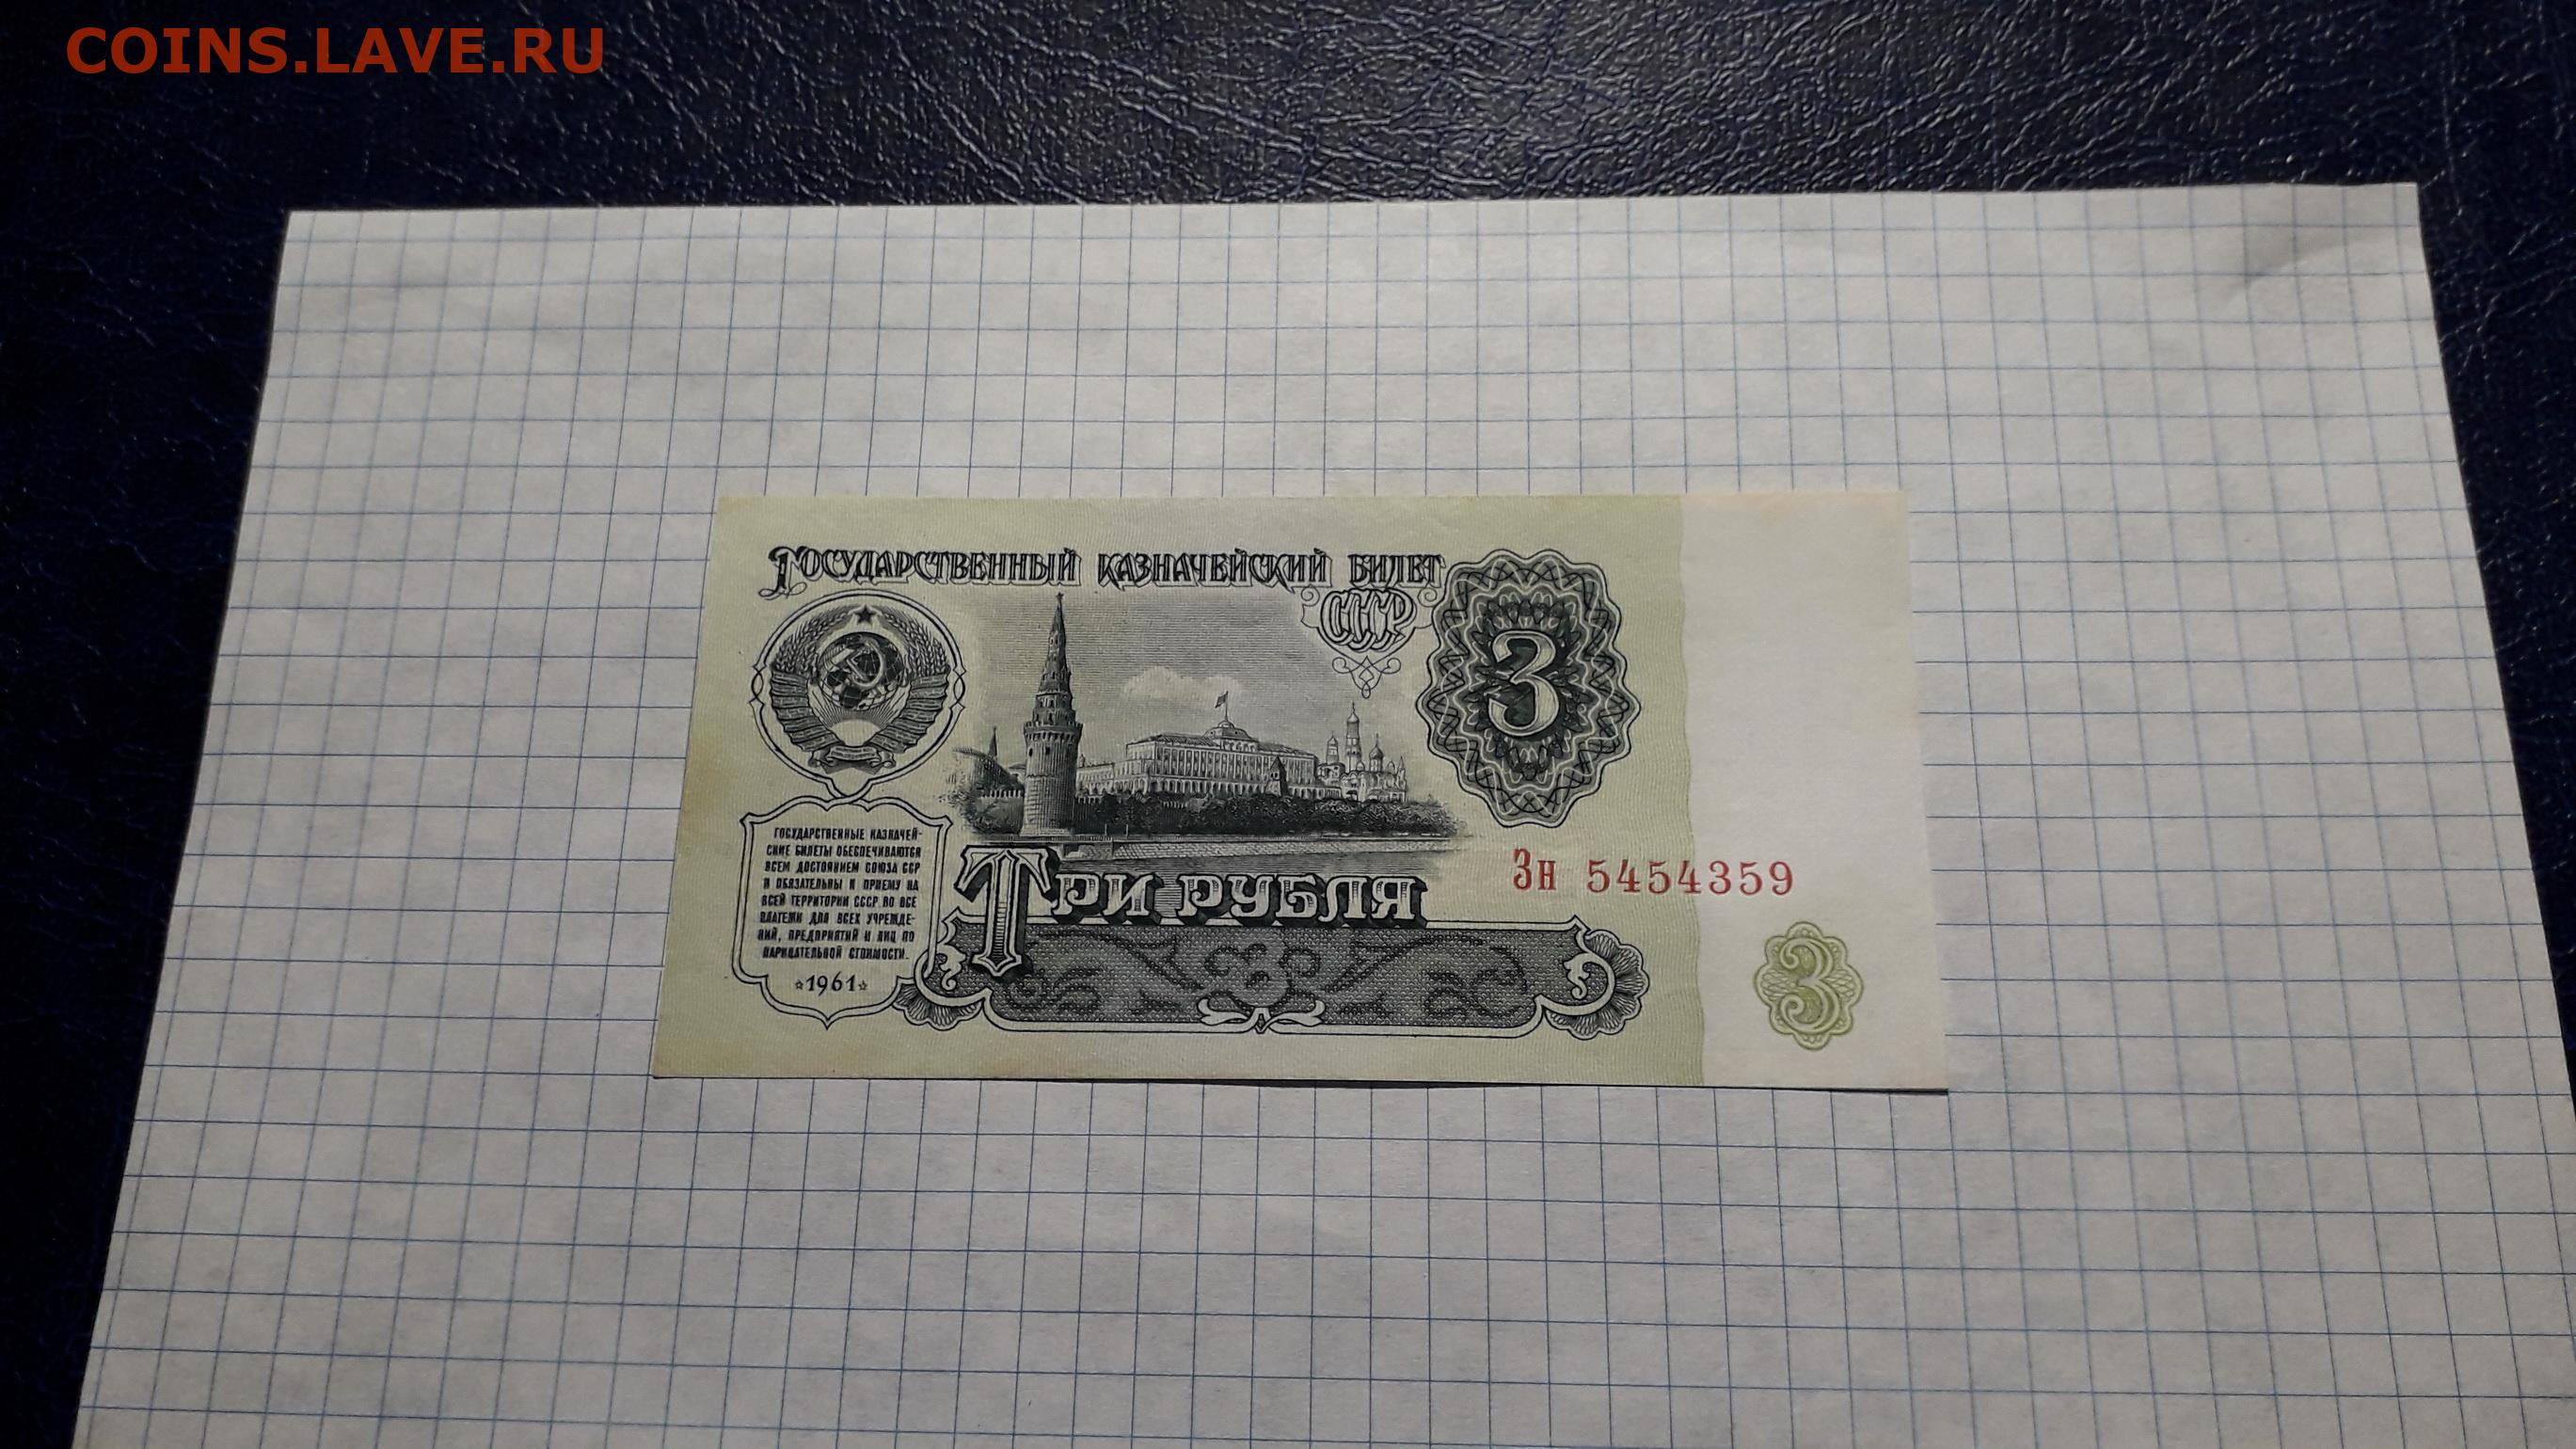 COINS.LAVE.RU
ГОСУДАРСТВЕННЫЙ КАЗНАЧЕЙСКИЙ БИЛЕТ
СССР
3
ГОСУДАРСТВЕННЫЕ КАЗНАЧЕЙ-
СКИЕ БИЛЕТЫ ОБЕСПЕЧИВАЮТСЯ
ВСЕМ ДОСТОЯНИЕМ СОЮЗА ССР
И ОБЯЗАТЕЛЬНЫ К ПРИЕМУ НА
ВСЕЙ ТЕРРИТОРИИ СССР ВО ВСЕ
ПЛАТЕЖИ ДЛЯ ВСЕХ УЧРЕЖДЕ-
НИЙ, ПРЕДПРИЯТИЙ И ЛИЦ ПО
НАРИЦАТЕЛЬНОЙ СТОИМОСТИ.
☆1961☆
ТРИ РУБЛЯ
Зн 5454359
3
3